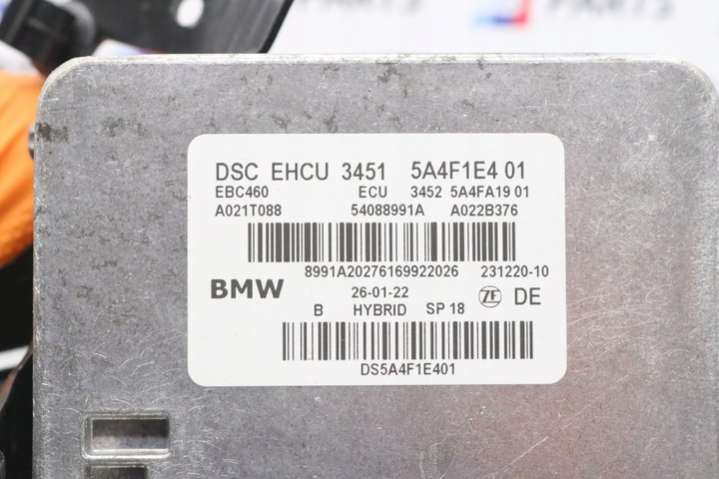 PARTS
DSC EHCU 3451 5A4F1E4 01
EBC460 ECU 3452 5A4FA19 01
A021T088 54088991A A022B376
8991A20276169922026 231220-10
BMW 26-01-22 ZF DE
B HYBRID SP 18
DS5A4F1E401